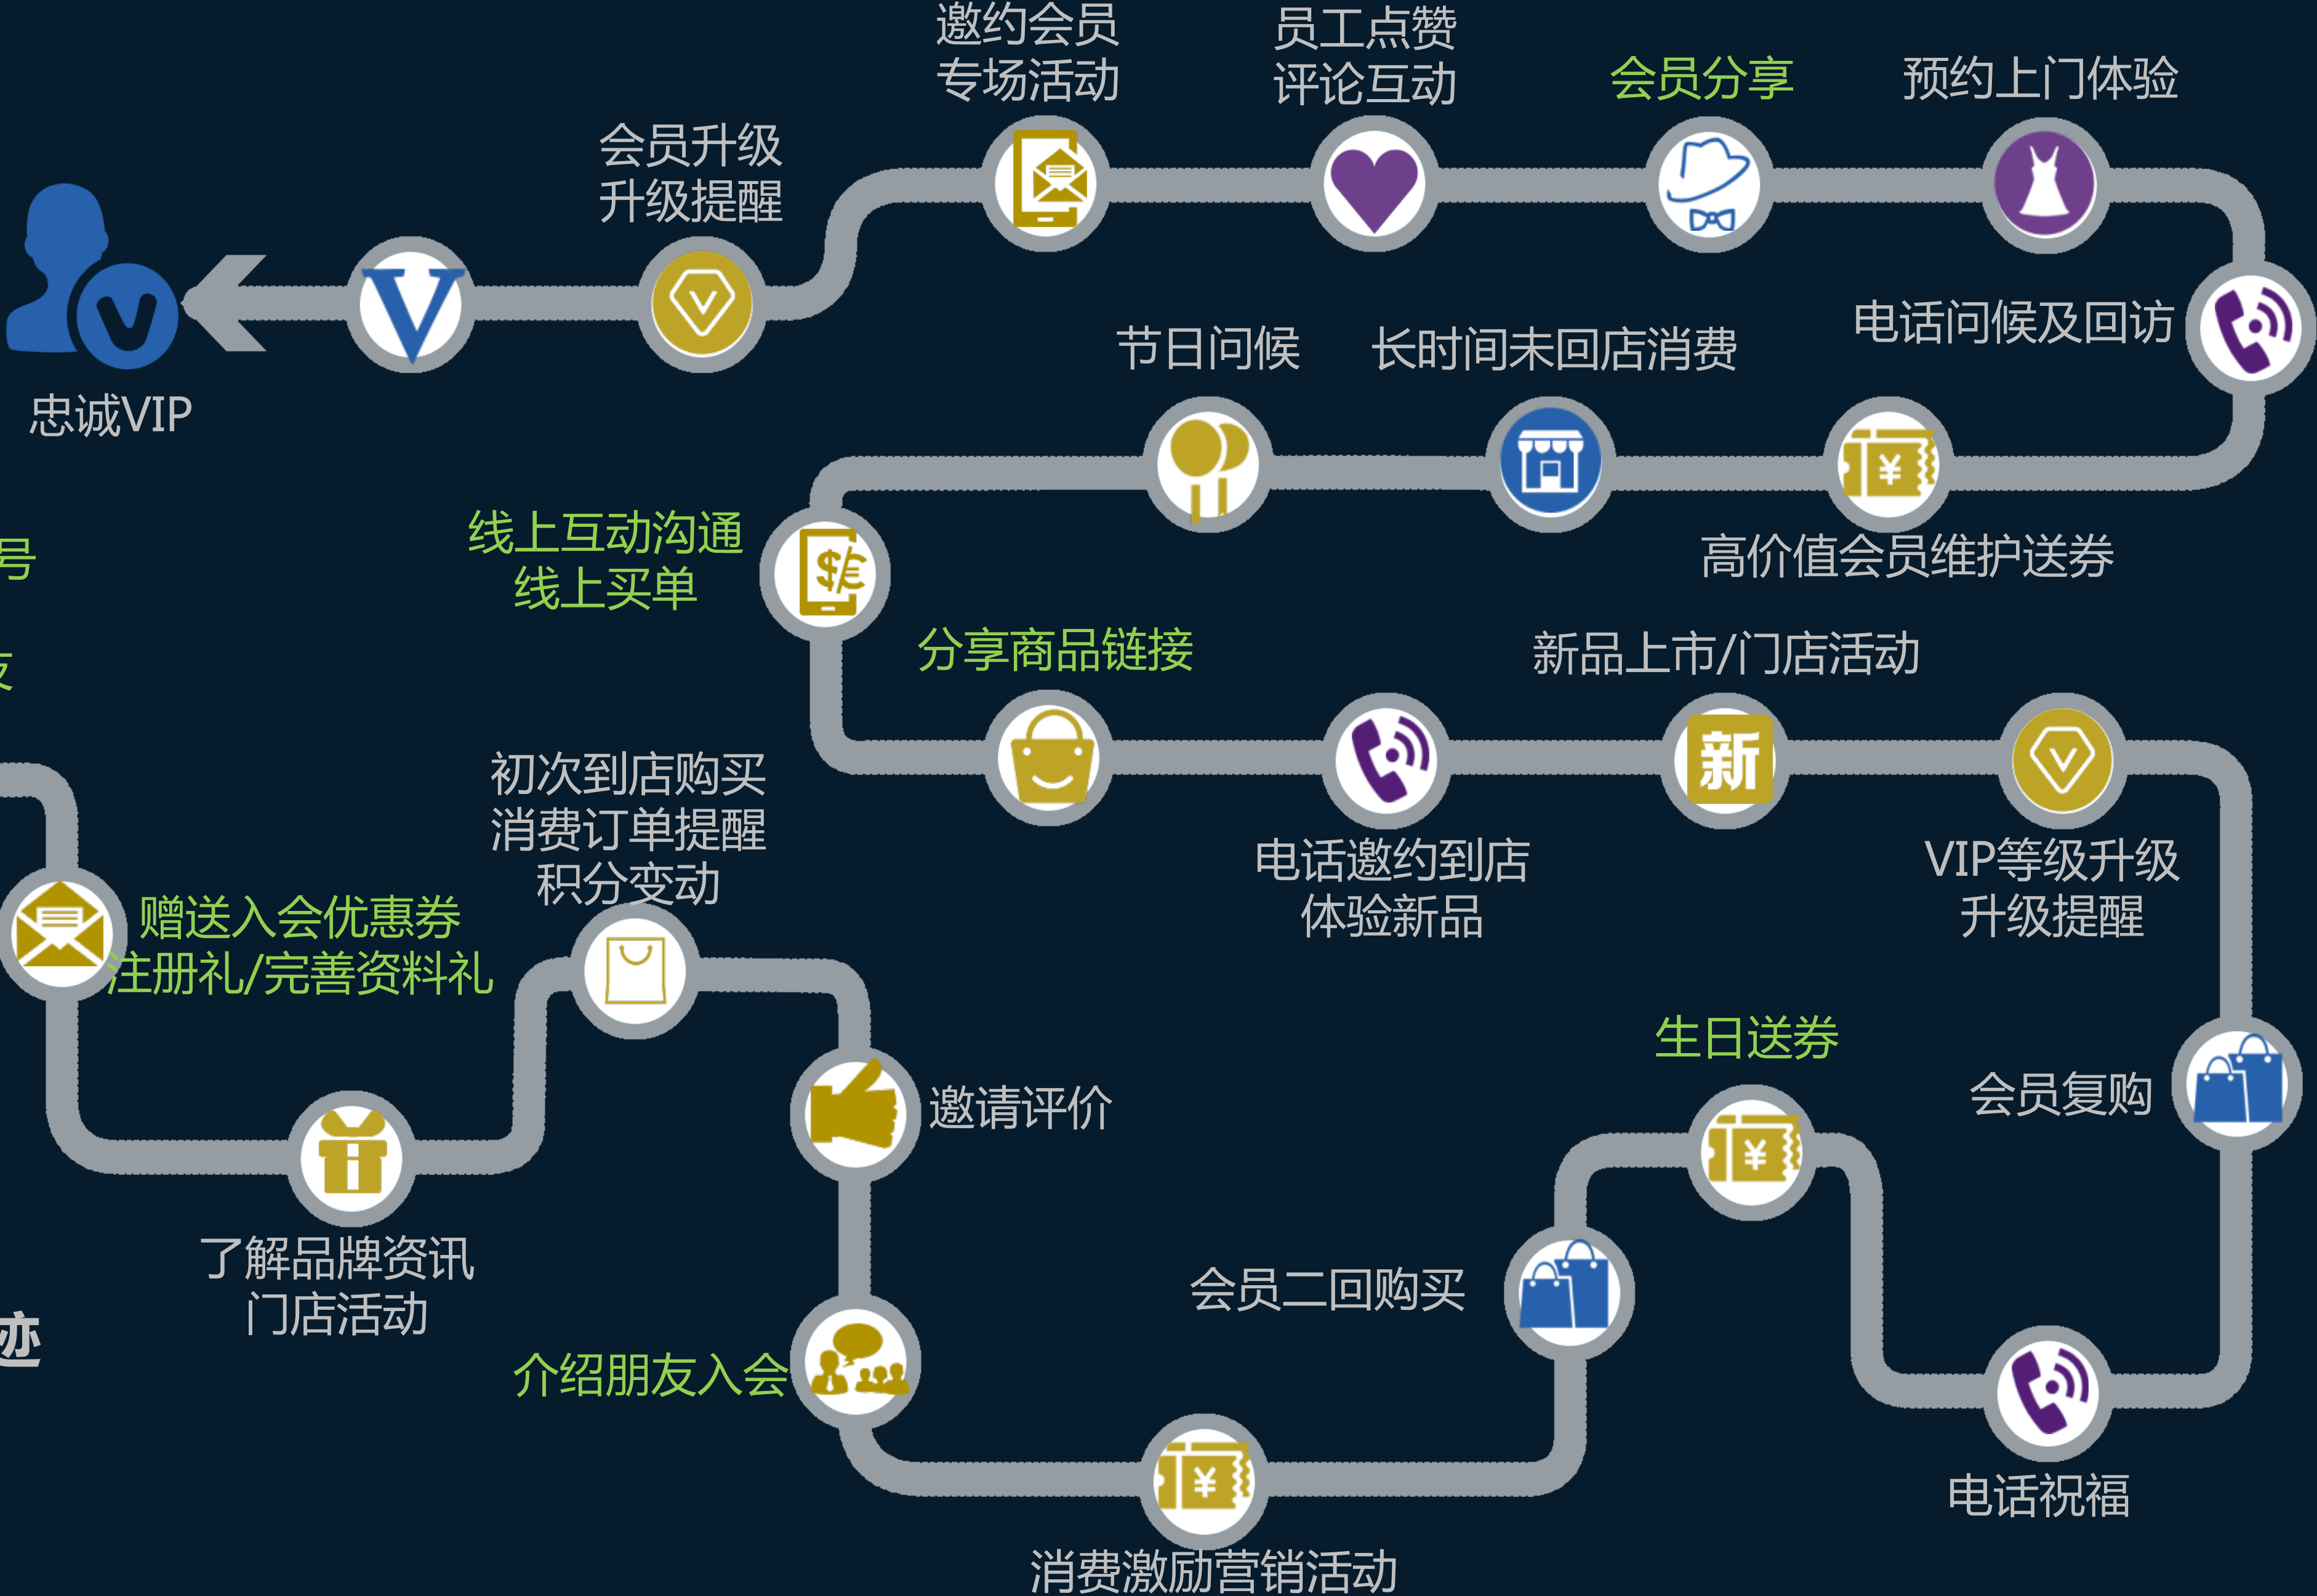 邀约会员
专场活动
员工点赞
评论互动
会员分享
预约上门体验
会员升级
升级提醒
V
忠诚VIP
电话问候及回访
节日问候
长时间未回店消费
¥
高价值会员维护送券
线上互动沟通
线上买单
$/€
号
分享商品链接
新品上市/门店活动
新
电话邀约到店
体验新品
VIP等级升级
升级提醒
初次到店购买
消费订单提醒
积分变动
赠送入会优惠券
注册礼/完善资料礼
生日送券
¥
会员复购
邀请评价
了解品牌资讯
门店活动
会员二回购买
迹
介绍朋友入会
¥
电话祝福
消费激励营销活动